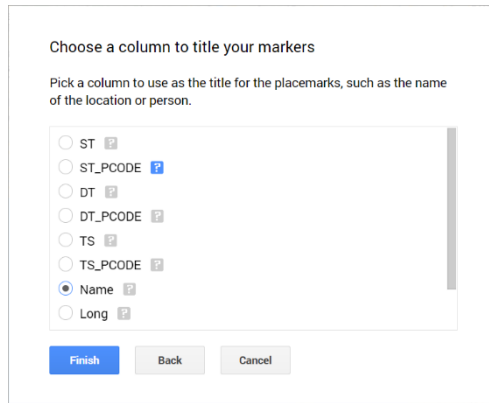 Choose a column to title your markers
Pick a column to use as the title for the placemarks, such as the name
of the location or person.
ST ?
ST_PCODE ?
DT ?
DT_PCODE ?
TS ?
TS_PCODE ?
Name ?
Long ?
Finish Back Cancel